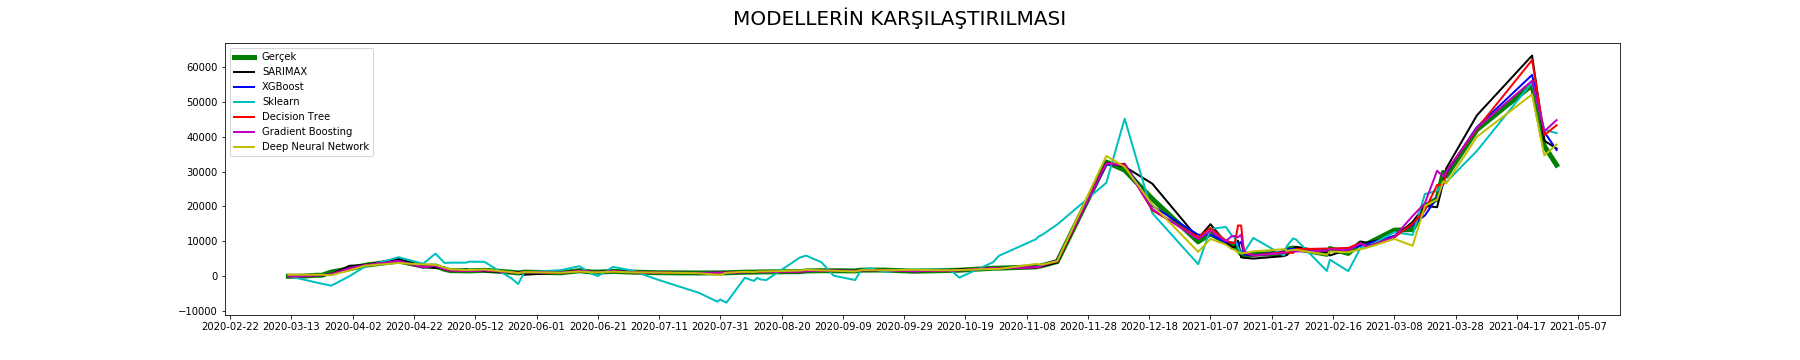 MODELLERİN KARŞILAŞTIRILMASI
Gerçek
SARIMAX
XGBoost
Sklearn
Decision Tree
Gradient Boosting
Deep Neural Network
60000
50000
40000
30000
20000
10000
0
−10000
2020-02-22 2020-03-13 2020-04-02 2020-04-22 2020-05-12 2020-06-01 2020-06-21 2020-07-11 2020-07-31 2020-08-20 2020-09-09 2020-09-29 2020-10-19 2020-11-08 2020-11-28 2020-12-18 2021-01-07 2021-01-27 2021-02-16 2021-03-08 2021-03-28 2021-04-17 2021-05-07